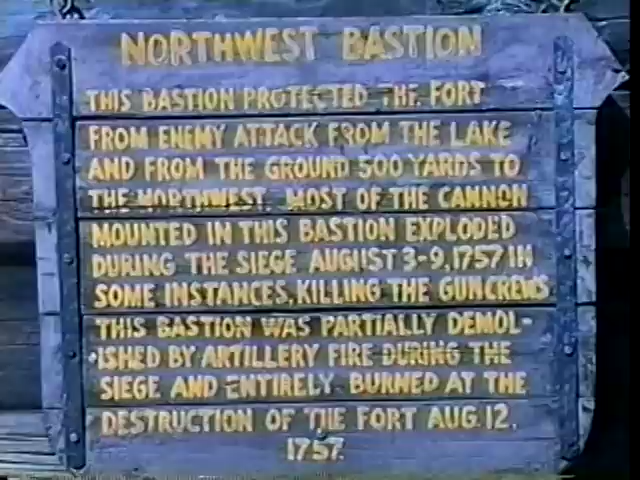 NORTHWEST BASTION
THIS BASTION PROTECTED THE FORT
FROM ENEMY ATTACK FROM THE LAKE
AND FROM THE GROUND 500 YARDS TO
THE NORTHWEST. MOST OF THE CANNON
MOUNTED IN THIS BASTION EXPLODED
DURING THE SIEGE AUGUST 3-9, 1757 IN
SOME INSTANCES, KILLING THE GUNCREWS
THIS BASTION WAS PARTIALLY DEMOL-
ISHED BY ARTILLERY FIRE DURING THE
SIEGE AND ENTIRELY BURNED AT THE
DESTRUCTION OF THE FORT AUG. 12,
1757.